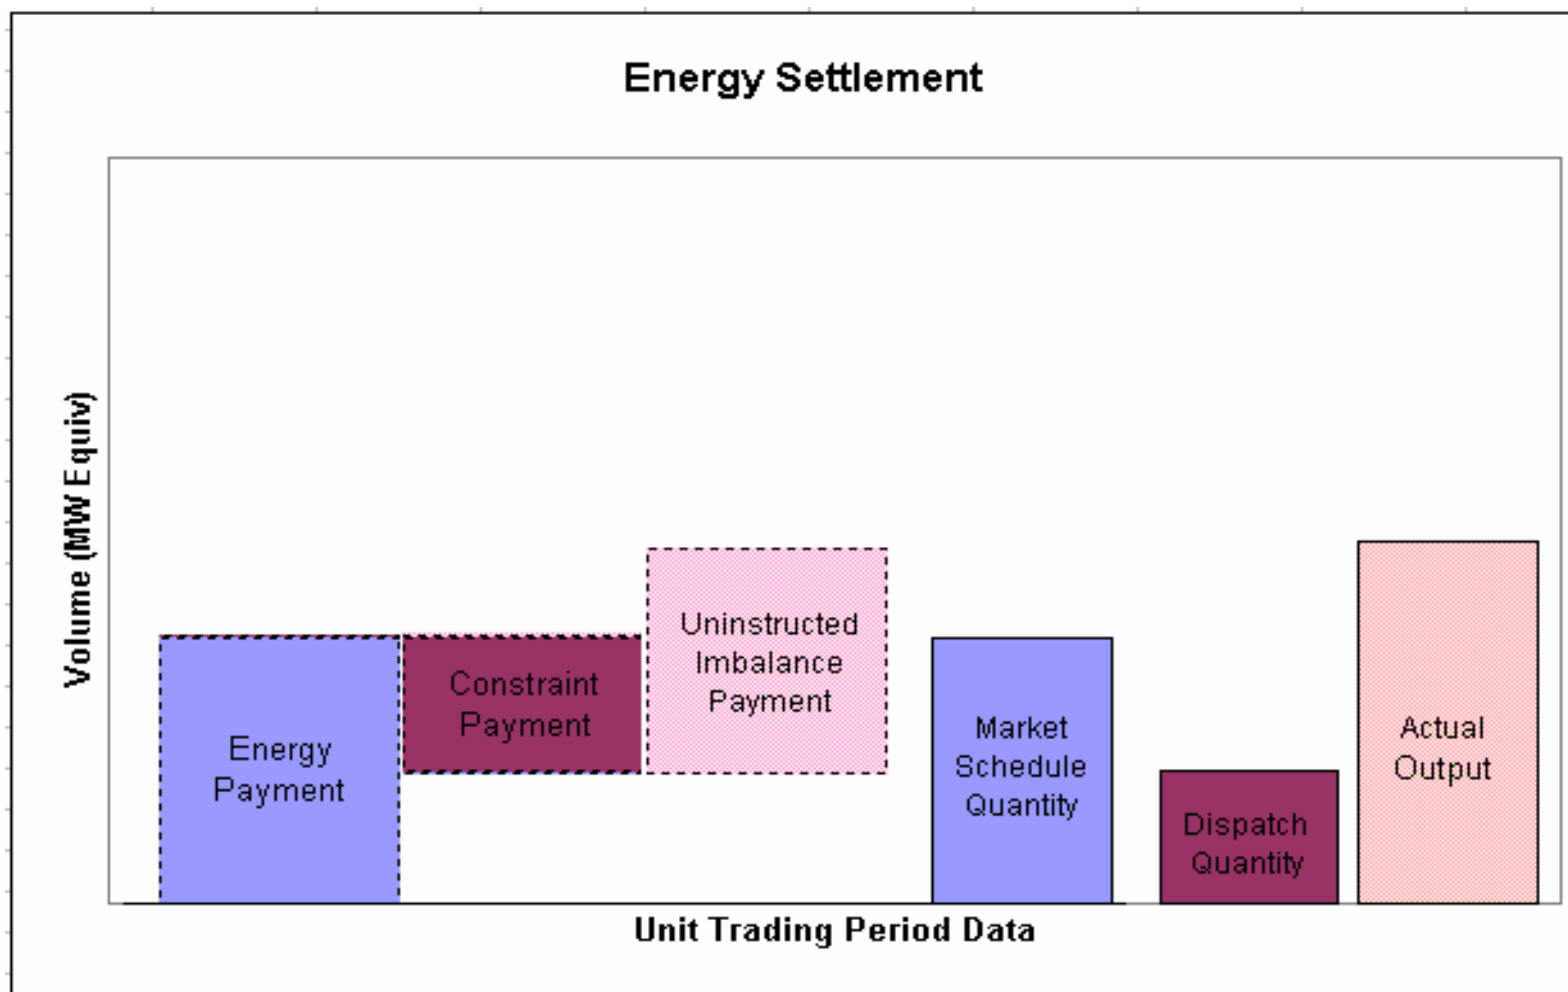 Energy Settlement
Volume (MW Equiv)
Energy
Payment
Constraint
Payment
Uninstructed
Imbalance
Payment
Market
Schedule
Quantity
Dispatch
Quantity
Actual
Output
Unit Trading Period Data